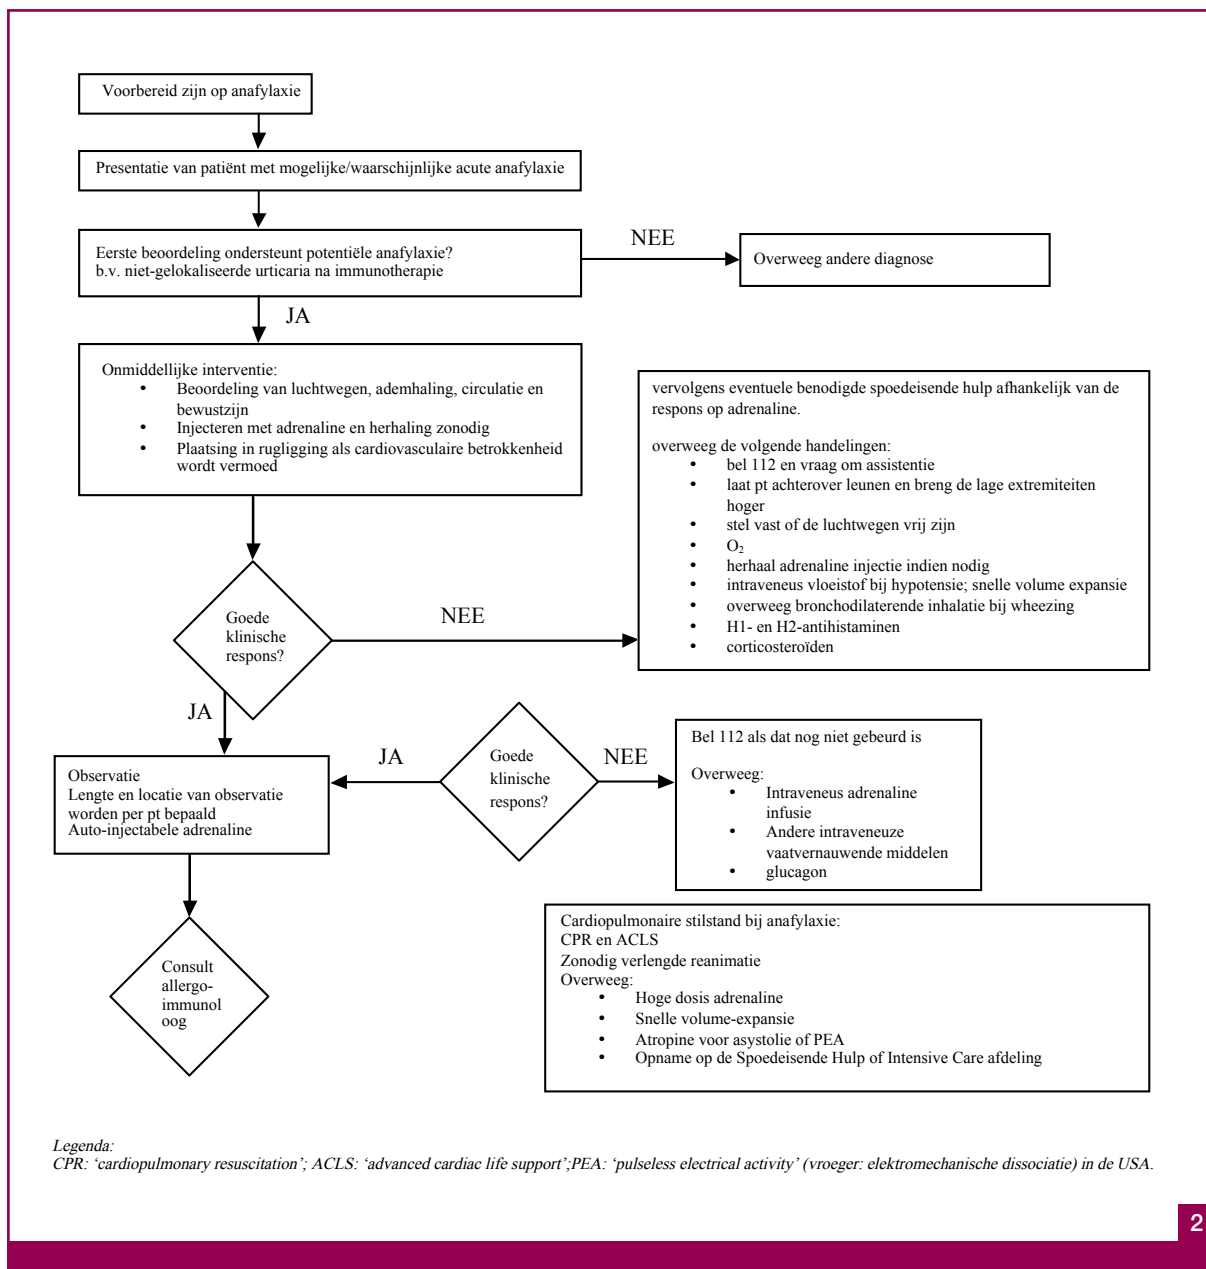 Voorbereid zijn op anafylaxie
Presentatie van patiënt met mogelijke/waarschijnlijke acute anafylaxie
Eerste beoordeling ondersteunt potentiële anafylaxie?
b.v. niet-gelokaliseerde urticaria na immunotherapie
NEE
Overweeg andere diagnose
JA
Onmiddellijke interventie:
• Beoordeling van luchtwegen, ademhaling, circulatie en
bewustzijn
• Injecteren met adrenaline en herhaling zonodig
• Plaatsing in rugligging als cardiovasculaire betrokkenheid
wordt vermoed
vervolgens eventuele benodigde spoedeisende hulp afhankelijk van de
respons op adrenaline.
overweeg de volgende handelingen:
• bel 112 en vraag om assistentie
• laat pt achterover leunen en breng de lage extremiteiten
hoger
• stel vast of de luchtwegen vrij zijn
• O₂
• herhaal adrenaline injectie indien nodig
• intraveneus vloeistof bij hypotensie; snelle volume expansie
• overweeg bronchodilaterende inhalatie bij wheezing
• H1- en H2-antihistaminen
• corticosteroïden
Goede
klinische
respons?
NEE
JA
Observatie
Lengte en locatie van observatie
worden per pt bepaald
Auto-injectabele adrenaline
JA
Goede
klinische
respons?
NEE
Bel 112 als dat nog niet gebeurd is
Overweeg:
• Intraveneus adrenaline
infusie
• Andere intraveneuze
vaatvernauwende middelen
• glucagon
Consult
allergo-
immunol
oog
Cardiopulmonaire stilstand bij anafylaxie:
CPR en ACLS
Zonodig verlengde reanimatie
Overweeg:
• Hoge dosis adrenaline
• Snelle volume-expansie
• Atropine voor asystolie of PEA
• Opname op de Spoedeisende Hulp of Intensive Care afdeling
Legenda:
CPR: ‘cardiopulmonary resuscitation’; ACLS: ‘advanced cardiac life support’;PEA: ‘pulseless electrical activity’ (vroeger: elektromechanische dissociatie) in de USA.
2